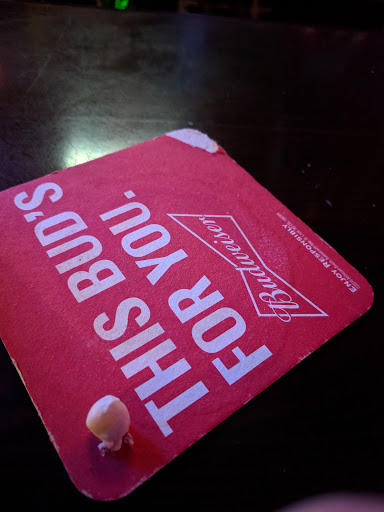 THIS BUD'S
FOR YOU.
Budweiser
ENJOY RESPONSIBLY